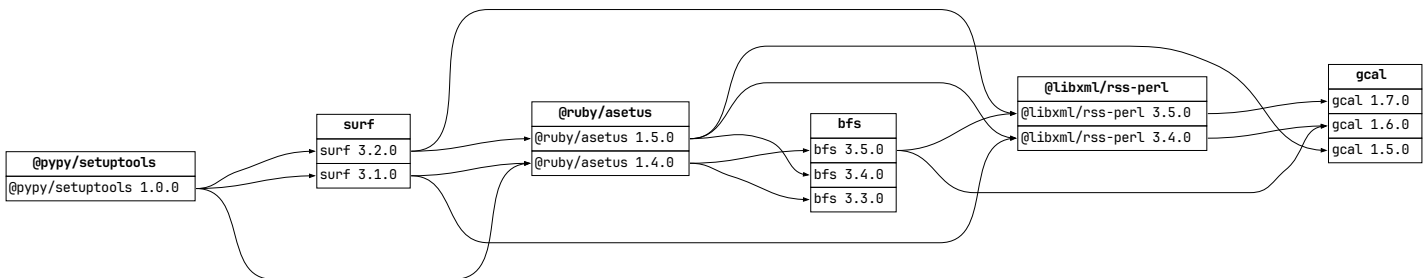 @pypy/setuptools
@pypy/setuptools 1.0.0
surf
surf 3.2.0
surf 3.1.0
@ruby/asetus
@ruby/asetus 1.5.0
@ruby/asetus 1.4.0
bfs
bfs 3.5.0
bfs 3.4.0
bfs 3.3.0
@libxml/rss-perl
@libxml/rss-perl 3.5.0
@libxml/rss-perl 3.4.0
gcal
gcal 1.7.0
gcal 1.6.0
gcal 1.5.0